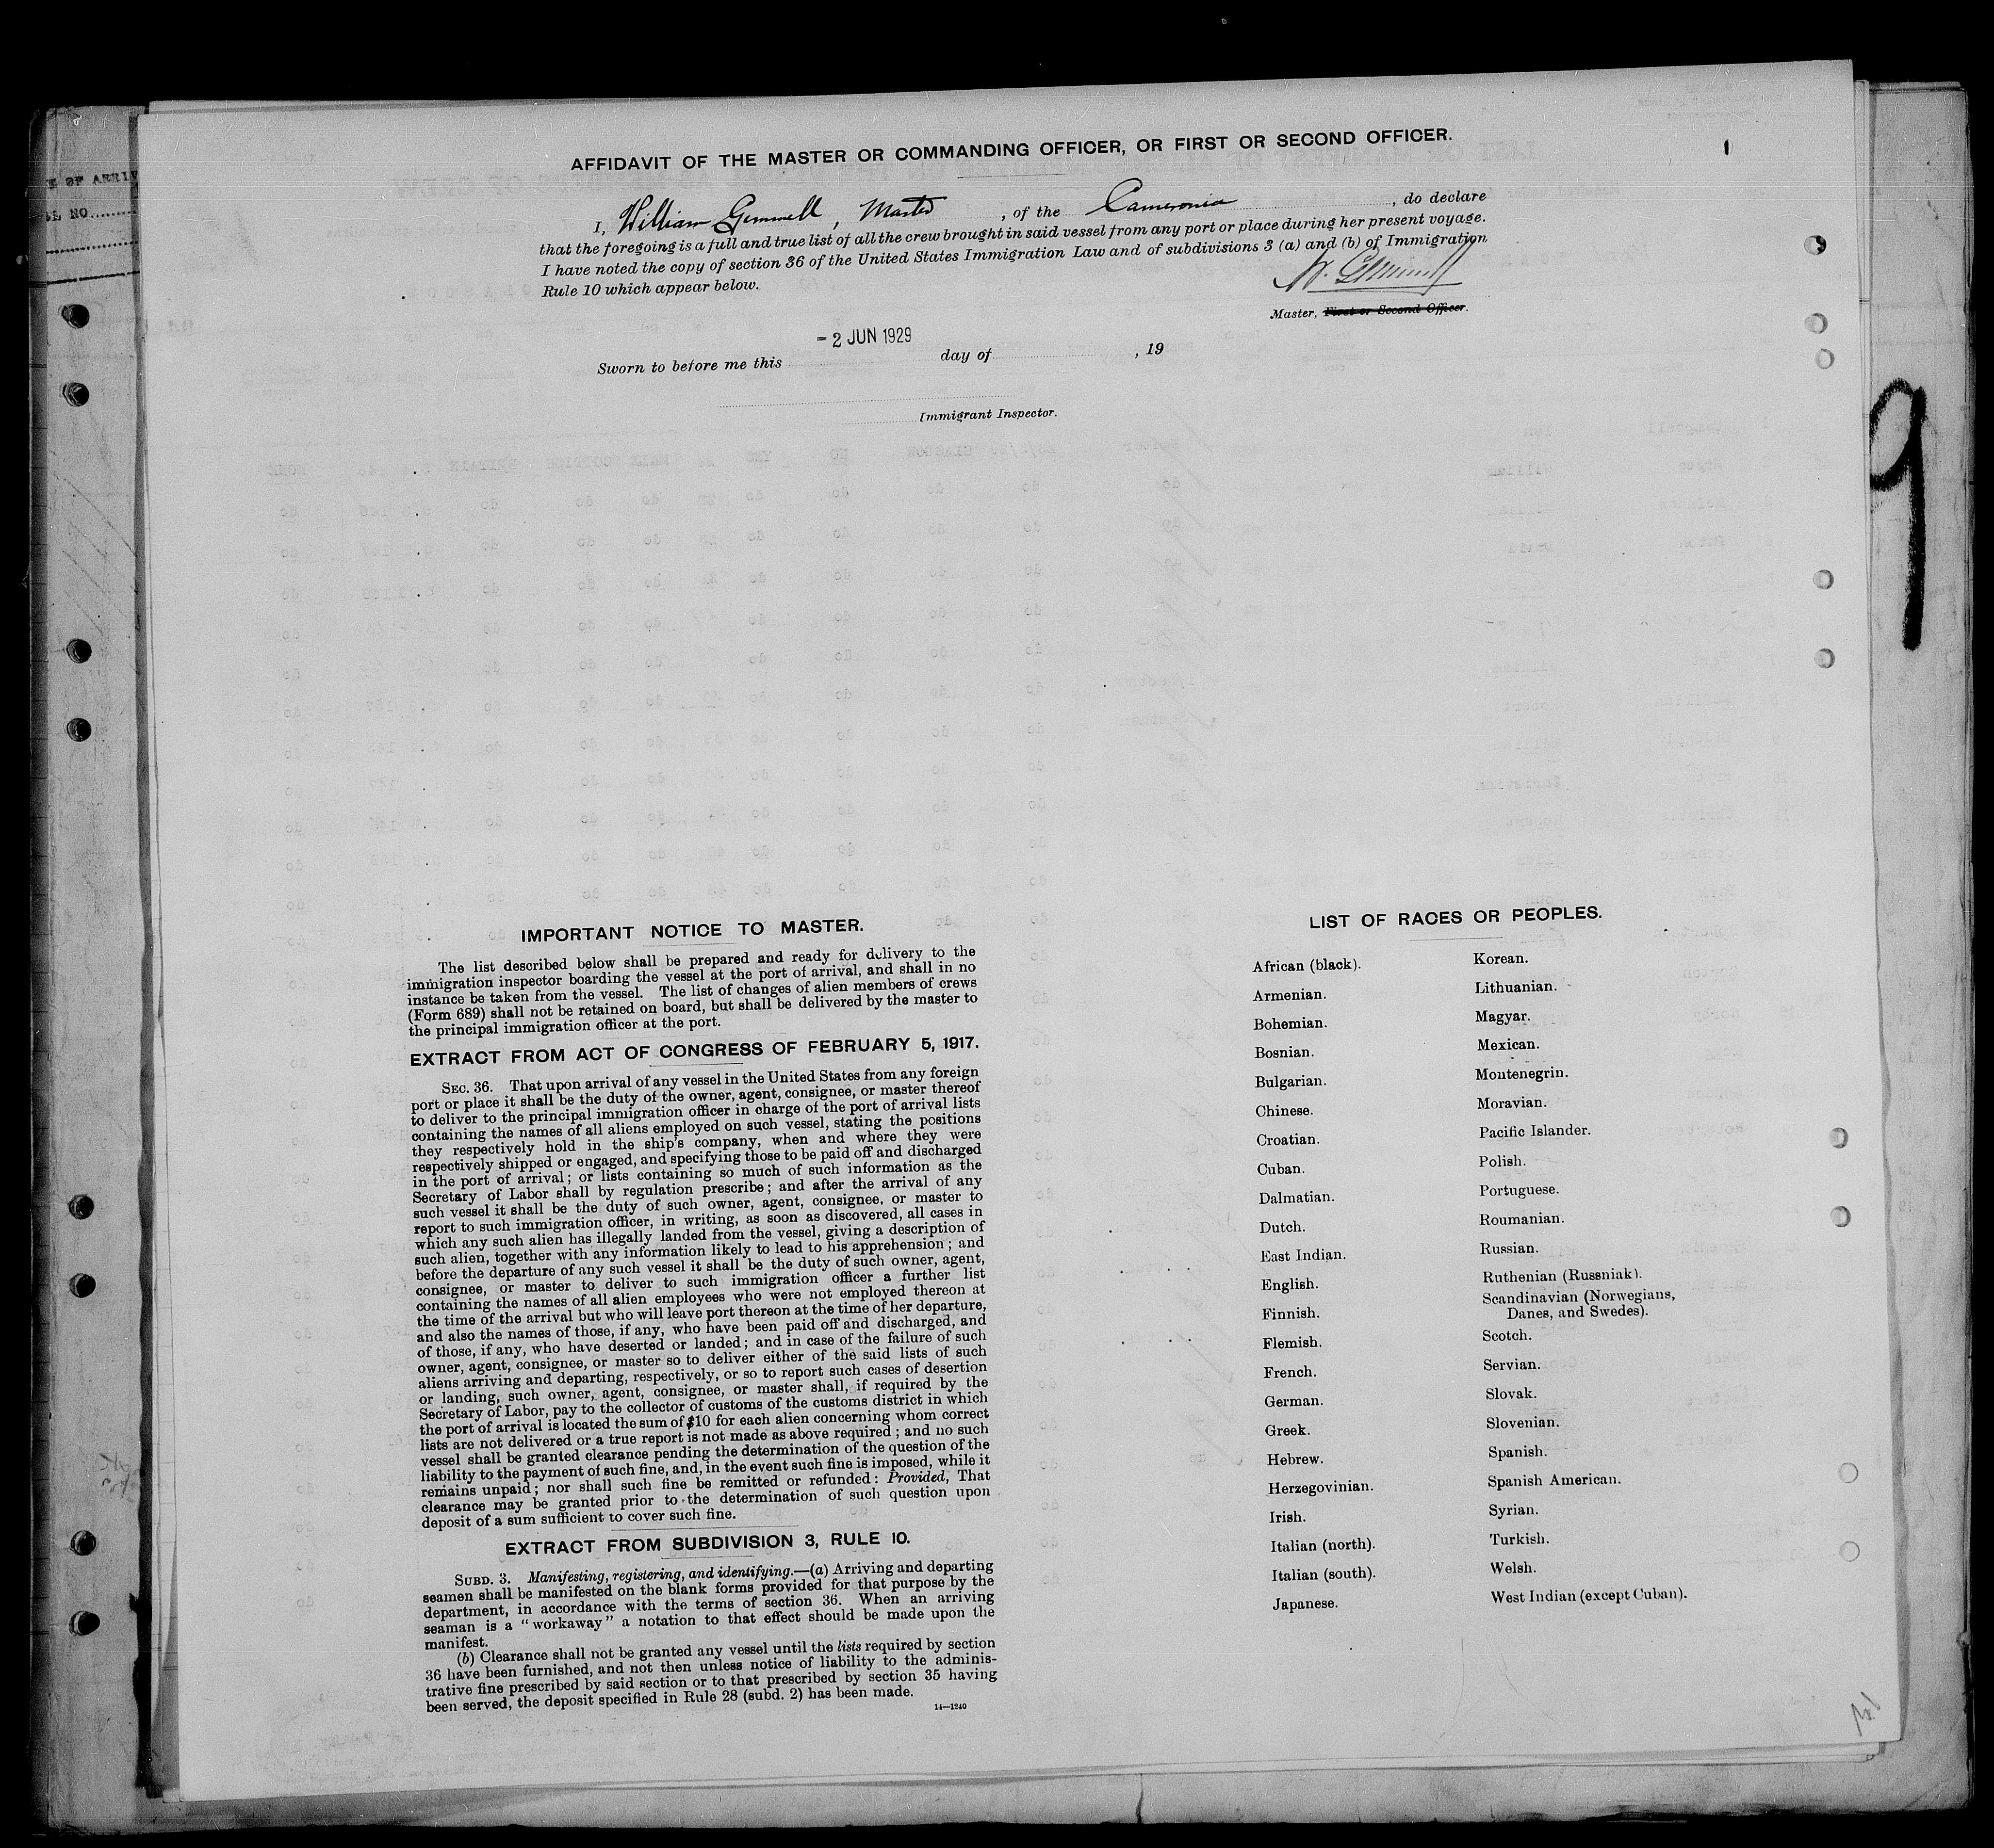 AFFIDAVIT OF THE MASTER OR COMMANDING OFFICER, OR FIRST OR SECOND OFFICER.
I, William Gemmell, Master, of the Cameronia, do declare
that the foregoing is a full and true list of all the crew brought in said vessel from any port or place during her present voyage.
I have noted the copy of section 36 of the United States Immigration Law and of subdivisions 3 (a) and (b) of Immigration
Rule 10 which appear below.
W. Gemmell
Master, First or Second Officer.
- 2 JUN 1929
Sworn to before me this day of , 19
Immigrant Inspector.
E OF ARRIV
L NO
9
IMPORTANT NOTICE TO MASTER.
The list described below shall be prepared and ready for delivery to the
immigration inspector boarding the vessel at the port of arrival, and shall in no
instance be taken from the vessel. The list of changes of alien members of crews
(Form 689) shall not be retained on board, but shall be delivered by the master to
the principal immigration officer at the port.
EXTRACT FROM ACT OF CONGRESS OF FEBRUARY 5, 1917.
SEC. 36. That upon arrival of any vessel in the United States from any foreign
port or place it shall be the duty of the owner, agent, consignee, or master thereof
to deliver to the principal immigration officer in charge of the port of arrival lists
containing the names of all aliens employed on such vessel, stating the positions
they respectively hold in the ship's company, when and where they were
respectively shipped or engaged, and specifying those to be paid off and discharged
in the port of arrival; or lists containing so much of such information as the
Secretary of Labor shall by regulation prescribe; and after the arrival of any
such vessel it shall be the duty of such owner, agent, consignee, or master to
report to such immigration officer, in writing, as soon as discovered, all cases in
which any such alien has illegally landed from the vessel, giving a description of
such alien, together with any information likely to lead to his apprehension; and
before the departure of any such vessel it shall be the duty of such owner, agent,
consignee, or master to deliver to such immigration officer a further list
containing the names of all alien employees who were not employed thereon at
the time of the arrival but who will leave port thereon at the time of her departure,
and also the names of those, if any, who have been paid off and discharged, and
of those, if any, who have deserted or landed; and in case of the failure of such
owner, agent, consignee, or master so to deliver either of the said lists of such
aliens arriving and departing, respectively, or so to report such cases of desertion
or landing, such owner, agent, consignee, or master shall, if required by the
Secretary of Labor, pay to the collector of customs of the customs district in which
the port of arrival is located the sum of $10 for each alien concerning whom correct
lists are not delivered or a true report is not made as above required; and no such
vessel shall be granted clearance pending the determination of the question of the
liability to the payment of such fine, and, in the event such fine is imposed, while it
remains unpaid; nor shall such fine be remitted or refunded: Provided, That
clearance may be granted prior to the determination of such question upon
deposit of a sum sufficient to cover such fine.
EXTRACT FROM SUBDIVISION 3, RULE 10.
SUBD. 3. Manifesting, registering, and identifying.—(a) Arriving and departing
seamen shall be manifested on the blank forms provided for that purpose by the
department, in accordance with the terms of section 36. When an arriving
seaman is a "workaway" a notation to that effect should be made upon the
manifest.
(b) Clearance shall not be granted any vessel until the lists required by section
36 have been furnished, and not then unless notice of liability to the adminis-
trative fine prescribed by said section or to that prescribed by section 35 having
been served, the deposit specified in Rule 28 (subd. 2) has been made.
14—1240
LIST OF RACES OR PEOPLES.
African (black).
Armenian.
Bohemian.
Bosnian.
Bulgarian.
Chinese.
Croatian.
Cuban.
Dalmatian.
Dutch.
East Indian.
English.
Finnish.
Flemish.
French.
German.
Greek.
Hebrew.
Herzegovinian.
Irish.
Italian (north).
Italian (south).
Japanese.
Korean.
Lithuanian.
Magyar.
Mexican.
Montenegrin.
Moravian.
Pacific Islander.
Polish.
Portuguese.
Roumanian.
Russian.
Ruthenian (Russniak).
Scandinavian (Norwegians,
Danes, and Swedes).
Scotch.
Servian.
Slovak.
Slovenian.
Spanish.
Spanish American.
Syrian.
Turkish.
Welsh.
West Indian (except Cuban).